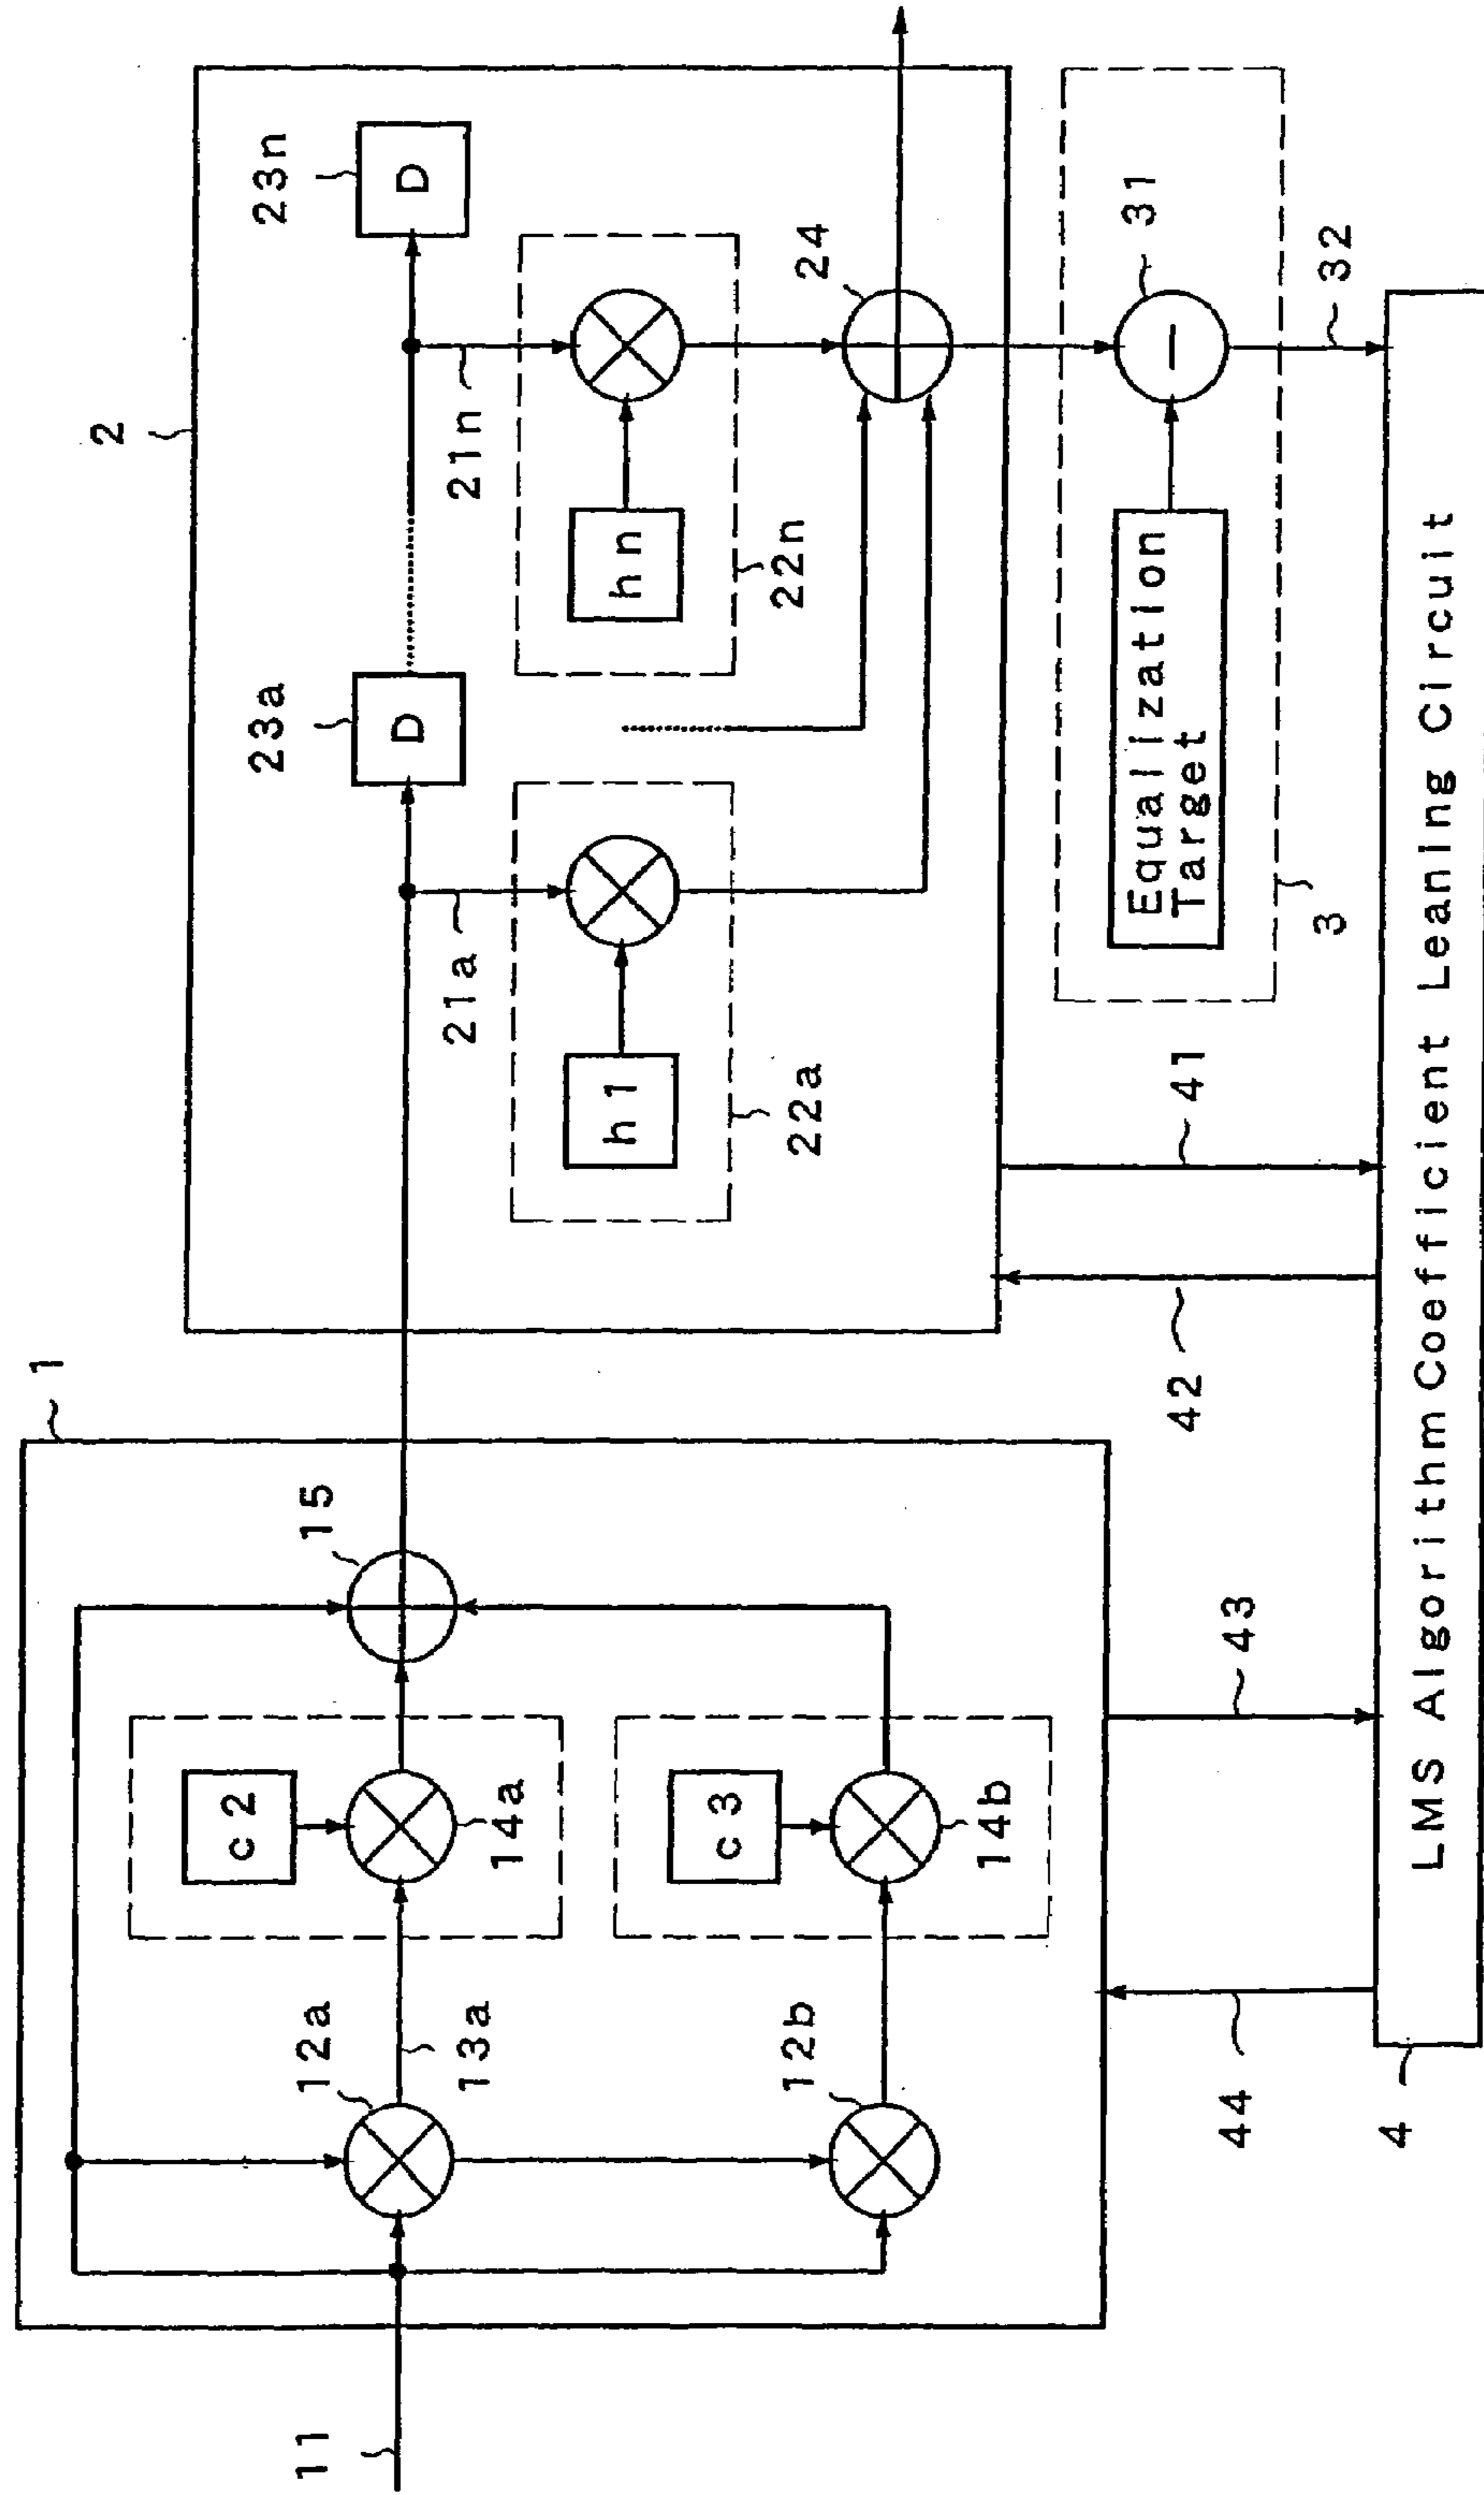 11
1
12a
13a
12b
c2
14a
c3
14b
15
2
21a
h1
22a
23a
21n
hn
22n
23n
24
Equalization
Target
31
32
3
41
42
43
44
4
LMS Algorithm Coefficient Leaning Circuit
D
D